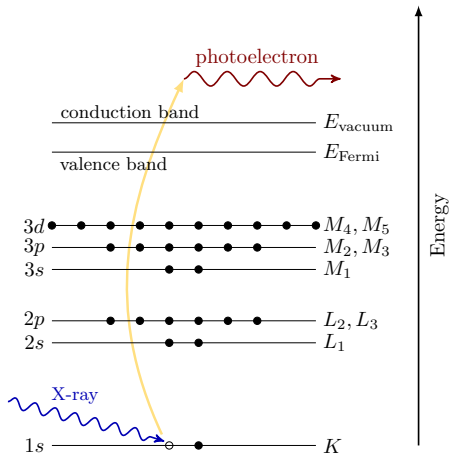 photoelectron
conduction band
E_vacuum
E_Fermi
valence band
3d M_4, M_5
3p M_2, M_3
3s M_1
2p L_2, L_3
2s L_1
X-ray
1s K
Energy